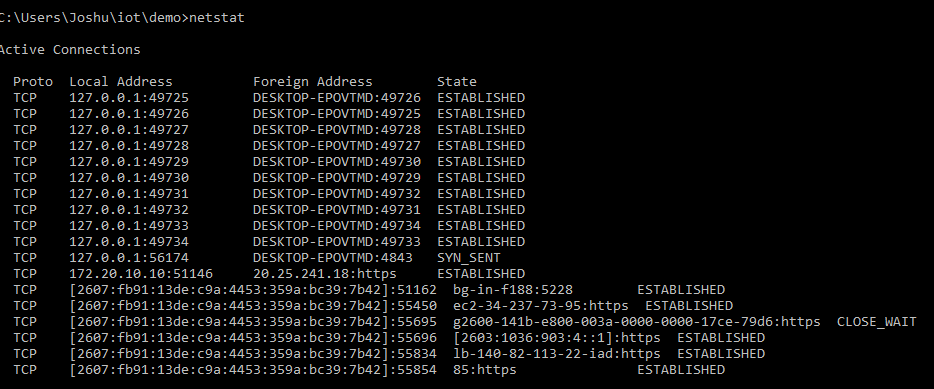 C:\Users\Joshu\iot\demo>netstat
Active Connections
Proto Local Address Foreign Address State
TCP 127.0.0.1:49725 DESKTOP-EPOVTMD:49726 ESTABLISHED
TCP 127.0.0.1:49726 DESKTOP-EPOVTMD:49725 ESTABLISHED
TCP 127.0.0.1:49727 DESKTOP-EPOVTMD:49728 ESTABLISHED
TCP 127.0.0.1:49728 DESKTOP-EPOVTMD:49727 ESTABLISHED
TCP 127.0.0.1:49729 DESKTOP-EPOVTMD:49730 ESTABLISHED
TCP 127.0.0.1:49730 DESKTOP-EPOVTMD:49729 ESTABLISHED
TCP 127.0.0.1:49731 DESKTOP-EPOVTMD:49732 ESTABLISHED
TCP 127.0.0.1:49732 DESKTOP-EPOVTMD:49731 ESTABLISHED
TCP 127.0.0.1:49733 DESKTOP-EPOVTMD:49734 ESTABLISHED
TCP 127.0.0.1:49734 DESKTOP-EPOVTMD:49733 ESTABLISHED
TCP 127.0.0.1:56174 DESKTOP-EPOVTMD:4843 SYN_SENT
TCP 172.20.10.10:51146 20.25.241.18:https ESTABLISHED
TCP [2607:fb91:13de:c9a:4453:359a:bc39:7b42]:51162 bg-in-f188:5228 ESTABLISHED
TCP [2607:fb91:13de:c9a:4453:359a:bc39:7b42]:55450 ec2-34-237-73-95:https ESTABLISHED
TCP [2607:fb91:13de:c9a:4453:359a:bc39:7b42]:55695 g2600-141b-e800-003a-0000-0000-17ce-79d6:https CLOSE_WAIT
TCP [2607:fb91:13de:c9a:4453:359a:bc39:7b42]:55696 [2603:1036:903:4::1]:https ESTABLISHED
TCP [2607:fb91:13de:c9a:4453:359a:bc39:7b42]:55834 lb-140-82-113-22-iad:https ESTABLISHED
TCP [2607:fb91:13de:c9a:4453:359a:bc39:7b42]:55854 85:https ESTABLISHED